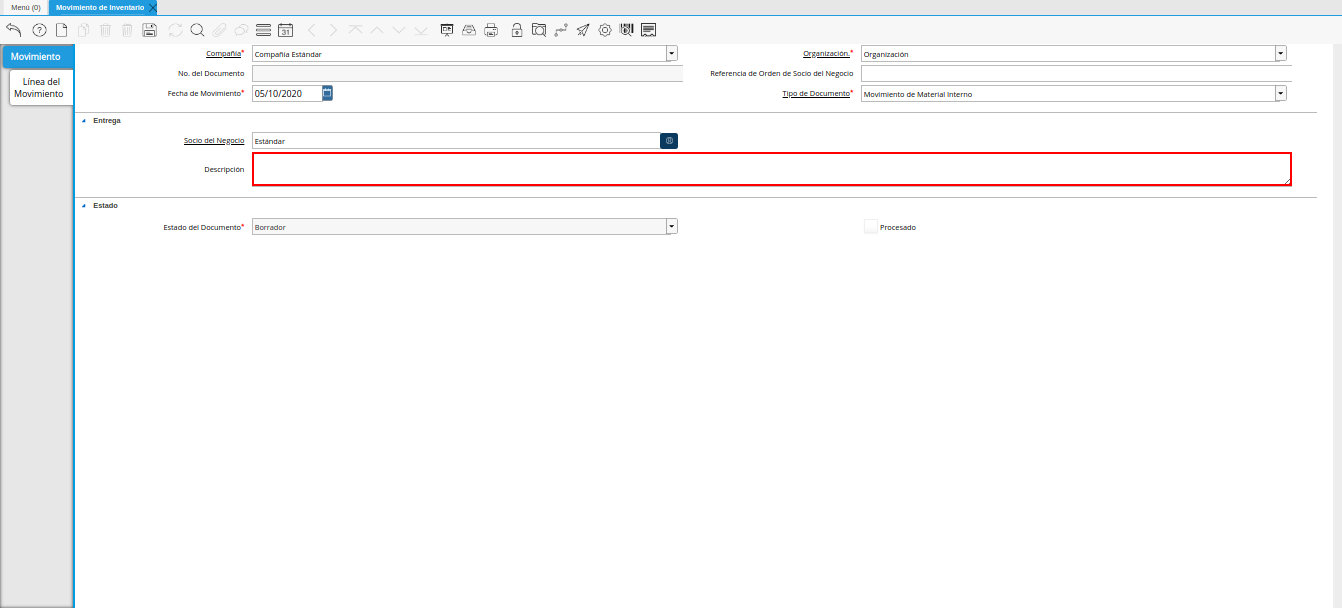 Menú (0)
Movimiento de Inventario
31
Movimiento
Línea del
Movimiento
Compañía* Compañía Estándar
Organización.* Organización
No. del Documento
Referencia de Orden de Socio del Negocio
Fecha de Movimiento* 05/10/2020
Tipo de Documento* Movimiento de Material Interno
Entrega
Socio del Negocio Estándar
Descripción
Estado
Estado del Documento* Borrador
Procesado